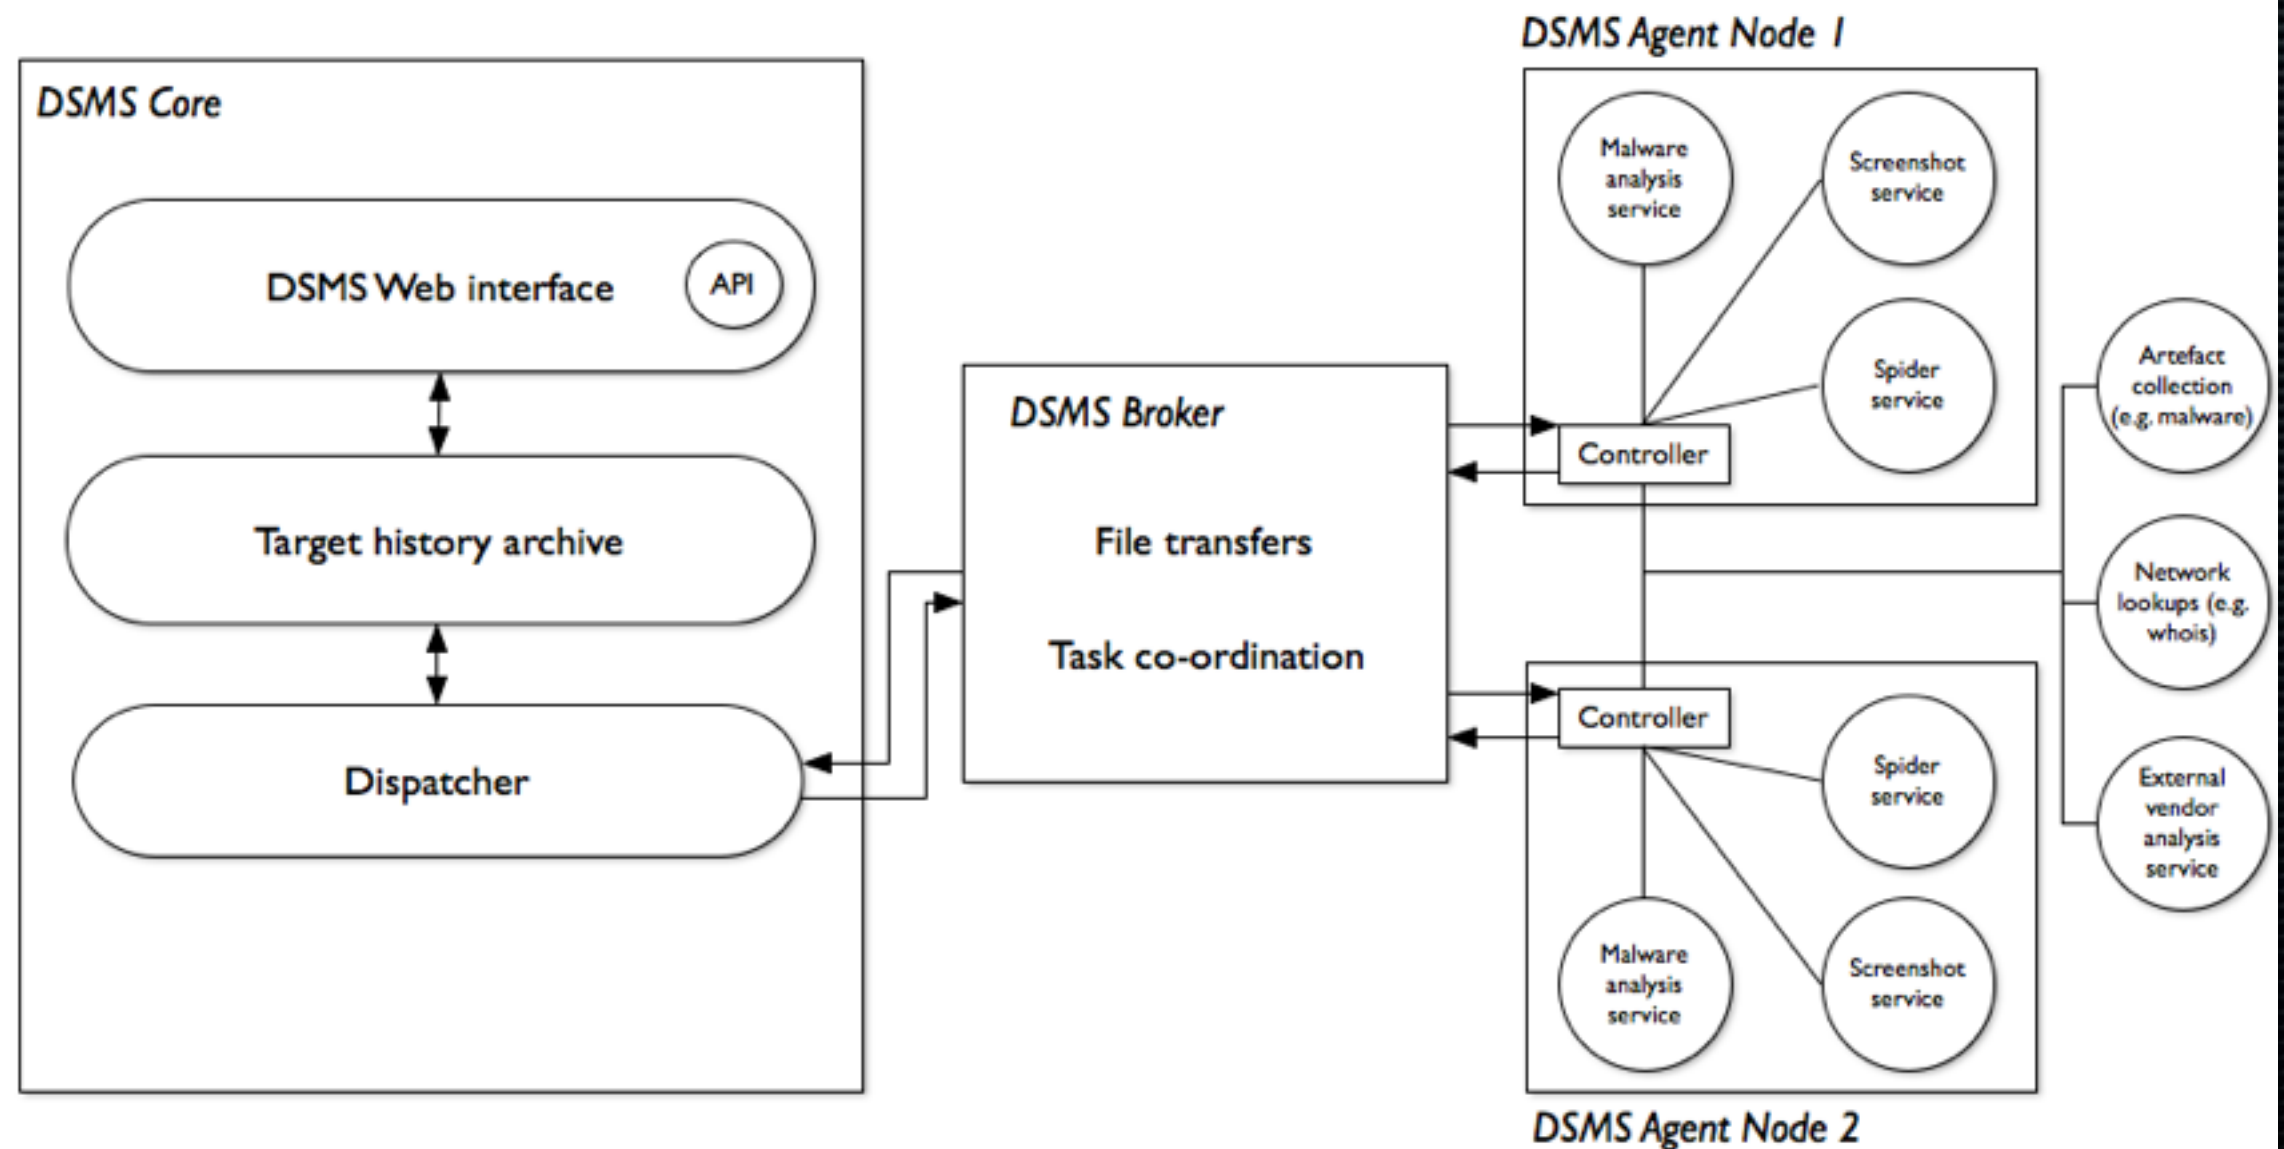 DSMS Core
DSMS Web interface
API
Target history archive
Dispatcher
DSMS Broker
File transfers
Task co-ordination
DSMS Agent Node 1
Malware
analysis
service
Screenshot
service
Spider
service
Controller
Artefact
collection
(e.g. malware)
Network
lookups (e.g.
whois)
External
vendor
analysis
service
Controller
Spider
service
Malware
analysis
service
Screenshot
service
DSMS Agent Node 2